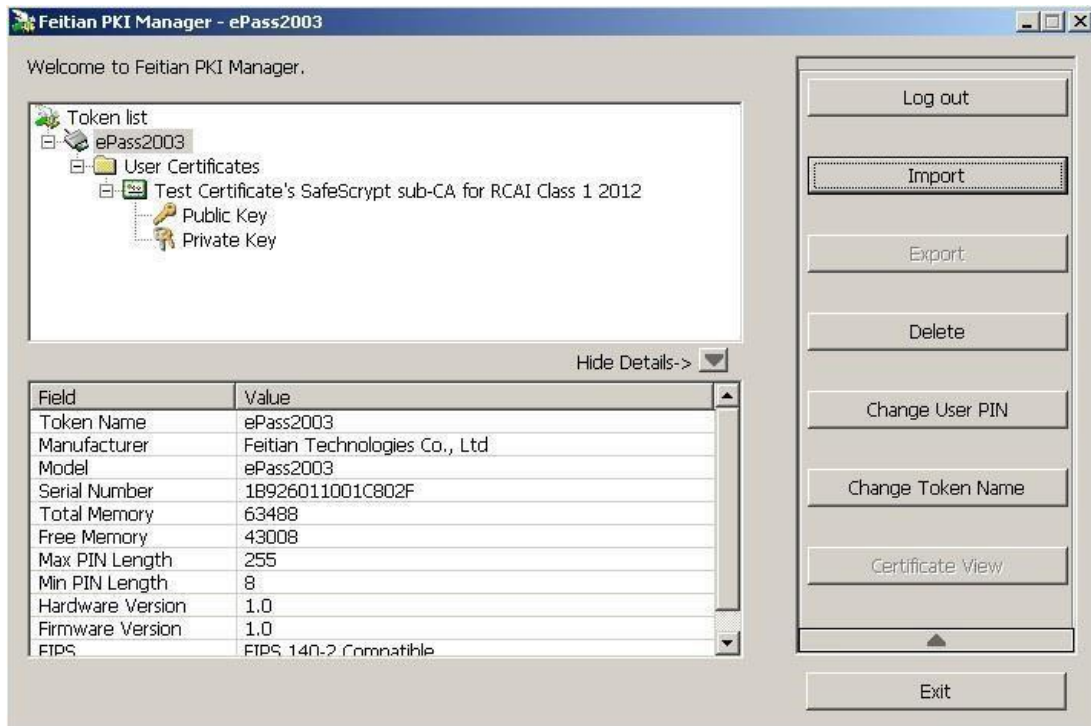 Feitian PKI Manager - ePass2003
Welcome to Feitian PKI Manager.
Token list
ePass2003
User Certificates
Test Certificate's SafeScrypt sub-CA for RCAI Class 1 2012
Public Key
Private Key
Hide Details->
Field Value
Token Name ePass2003
Manufacturer Feitian Technologies Co., Ltd
Model ePass2003
Serial Number 1B926011001C802F
Total Memory 63488
Free Memory 43008
Max PIN Length 255
Min PIN Length 8
Hardware Version 1.0
Firmware Version 1.0
FIPS FIPS 140-2 Compatible
Log out
Import
Export
Delete
Change User PIN
Change Token Name
Certificate View
Exit